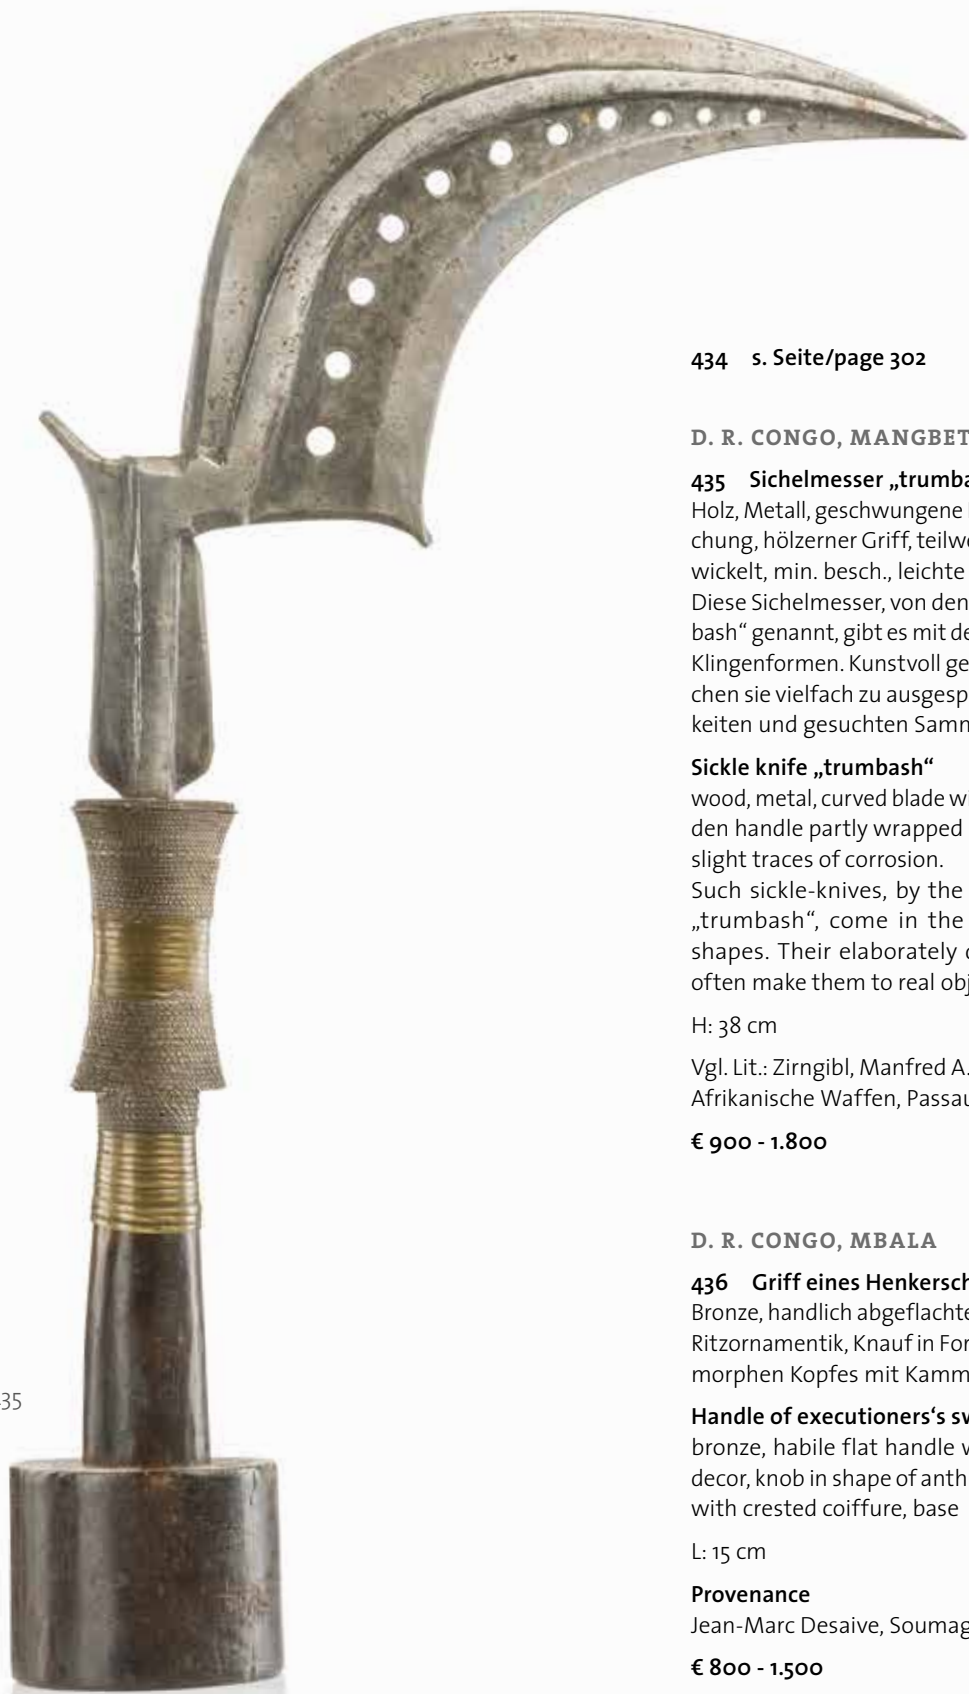 434 s. Seite/page 302
D. R. CONGO, MANGBET
435 Sichelmesser „trumba
Holz, Metall, geschwungene
chung, hölzerner Griff, teilwe
wickelt, min. besch., leichte
Diese Sichelmesser, von den
bash“ genannt, gibt es mit de
Klingenformen. Kunstvoll ge
chen sie vielfach zu ausgesp
keiten und gesuchten Samm
Sickle knife „trumbash“
wood, metal, curved blade wi
den handle partly wrapped
slight traces of corrosion.
Such sickle-knives, by the
„trumbash“, come in the
shapes. Their elaborately
often make them to real obj
H: 38 cm
Vgl. Lit.: Zirngibl, Manfred A.
Afrikanische Waffen, Passau
€ 900 - 1.800
D. R. CONGO, MBALA
436 Griff eines Henkersch
Bronze, handlich abgeflachte
Ritzornamentik, Knauf in For
morphen Kopfes mit Kamm
Handle of executioners‘s sw
bronze, habile flat handle w
decor, knob in shape of anth
with crested coiffure, base
L: 15 cm
Provenance
Jean-Marc Desaive, Soumag
€ 800 - 1.500
35